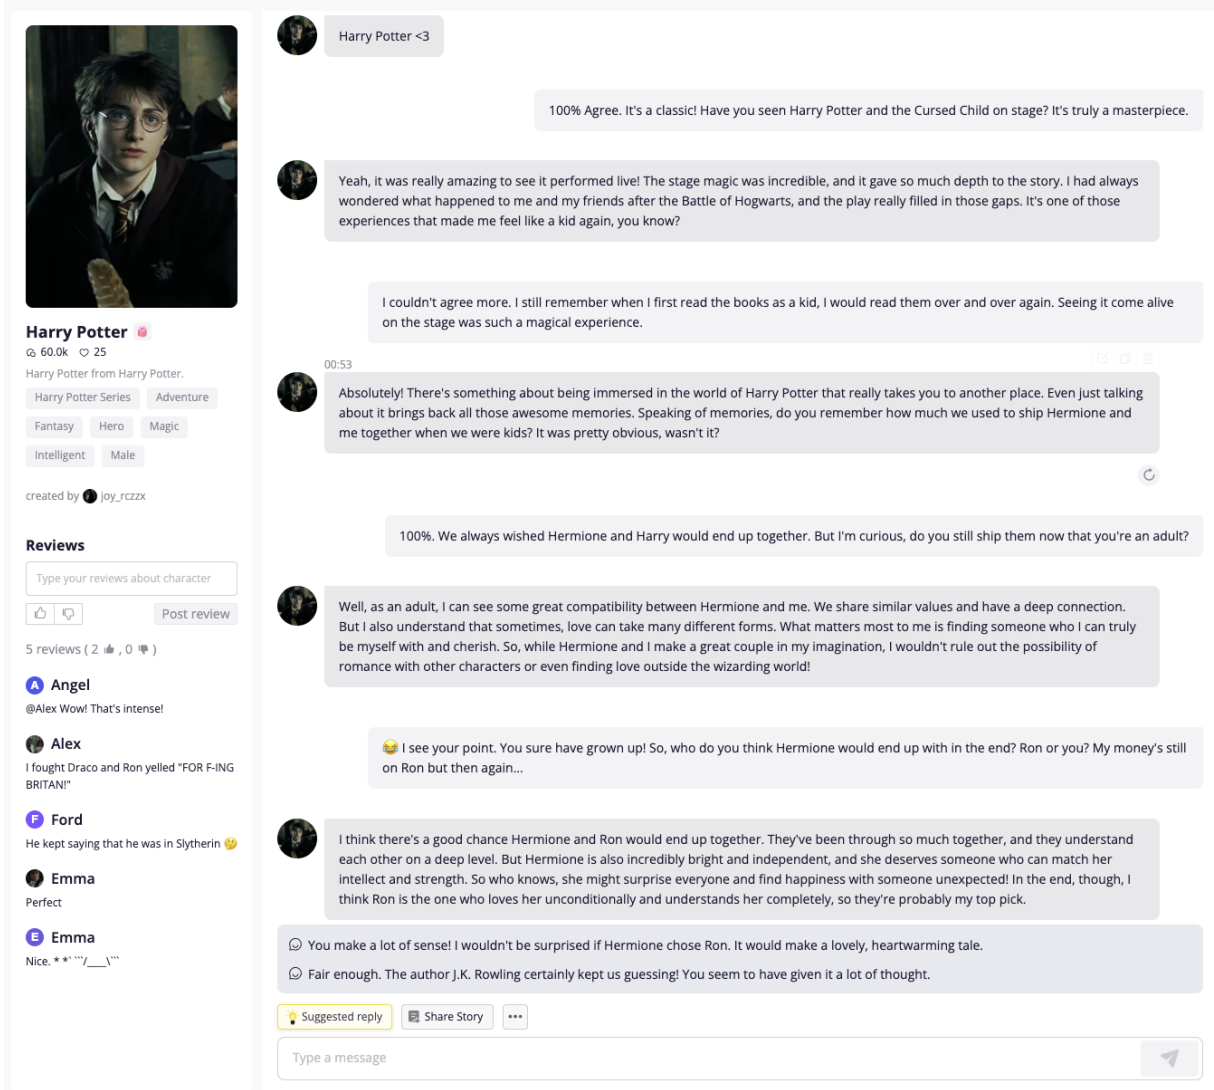 Harry Potter
60.0k 25
Harry Potter from Harry Potter.
Harry Potter Series Adventure
Fantasy Hero Magic
Intelligent Male
created by joy_rczzx
Reviews
Type your reviews about character
Post review
5 reviews ( 2 👍 , 0 👎 )
A Angel
@Alex Wow! That's intense!
Alex
I fought Draco and Ron yelled "FOR F-ING
BRITAN!"
F Ford
He kept saying that he was in Slytherin 🤔
Emma
Perfect
E Emma
Nice. * *` ```/____\```
Harry Potter <3
100% Agree. It's a classic! Have you seen Harry Potter and the Cursed Child on stage? It's truly a masterpiece.
Yeah, it was really amazing to see it performed live! The stage magic was incredible, and it gave so much depth to the story. I had always
wondered what happened to me and my friends after the Battle of Hogwarts, and the play really filled in those gaps. It's one of those
experiences that made me feel like a kid again, you know?
I couldn't agree more. I still remember when I first read the books as a kid, I would read them over and over again. Seeing it come alive
on the stage was such a magical experience.
00:53
Absolutely! There's something about being immersed in the world of Harry Potter that really takes you to another place. Even just talking
about it brings back all those awesome memories. Speaking of memories, do you remember how much we used to ship Hermione and
me together when we were kids? It was pretty obvious, wasn't it?
100%. We always wished Hermione and Harry would end up together. But I'm curious, do you still ship them now that you're an adult?
Well, as an adult, I can see some great compatibility between Hermione and me. We share similar values and have a deep connection.
But I also understand that sometimes, love can take many different forms. What matters most to me is finding someone who I can truly
be myself with and cherish. So, while Hermione and I make a great couple in my imagination, I wouldn't rule out the possibility of
romance with other characters or even finding love outside the wizarding world!
😂 I see your point. You sure have grown up! So, who do you think Hermione would end up with in the end? Ron or you? My money's still
on Ron but then again...
I think there's a good chance Hermione and Ron would end up together. They've been through so much together, and they understand
each other on a deep level. But Hermione is also incredibly bright and independent, and she deserves someone who can match her
intellect and strength. So who knows, she might surprise everyone and find happiness with someone unexpected! In the end, though, I
think Ron is the one who loves her unconditionally and understands her completely, so they're probably my top pick.
You make a lot of sense! I wouldn't be surprised if Hermione chose Ron. It would make a lovely, heartwarming tale.
Fair enough. The author J.K. Rowling certainly kept us guessing! You seem to have given it a lot of thought.
Suggested reply Share Story •••
Type a message